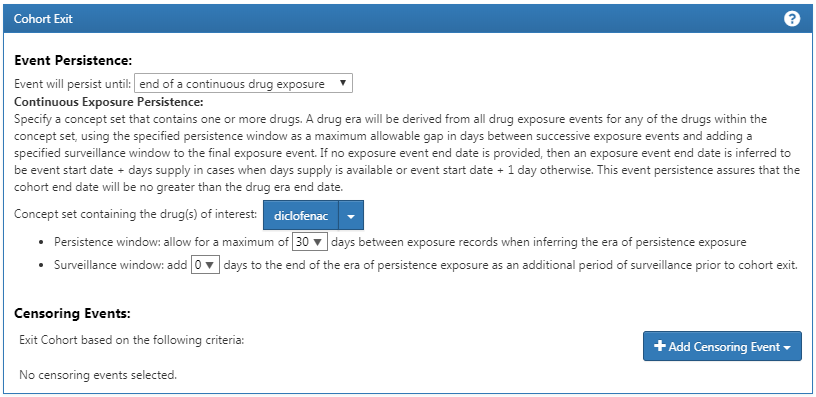 Cohort Exit
?
Event Persistence:
Event will persist until: end of a continuous drug exposure
Continuous Exposure Persistence:
Specify a concept set that contains one or more drugs. A drug era will be derived from all drug exposure events for any of the drugs within the
concept set, using the specified persistence window as a maximum allowable gap in days between successive exposure events and adding a
specified surveillance window to the final exposure event. If no exposure event end date is provided, then an exposure event end date is inferred to
be event start date + days supply in cases when days supply is available or event start date + 1 day otherwise. This event persistence assures that the
cohort end date will be no greater than the drug era end date.
Concept set containing the drug(s) of interest: diclofenac
• Persistence window: allow for a maximum of 30 days between exposure records when inferring the era of persistence exposure
• Surveillance window: add 0 days to the end of the era of persistence exposure as an additional period of surveillance prior to cohort exit.
Censoring Events:
Exit Cohort based on the following criteria:
+ Add Censoring Event
No censoring events selected.